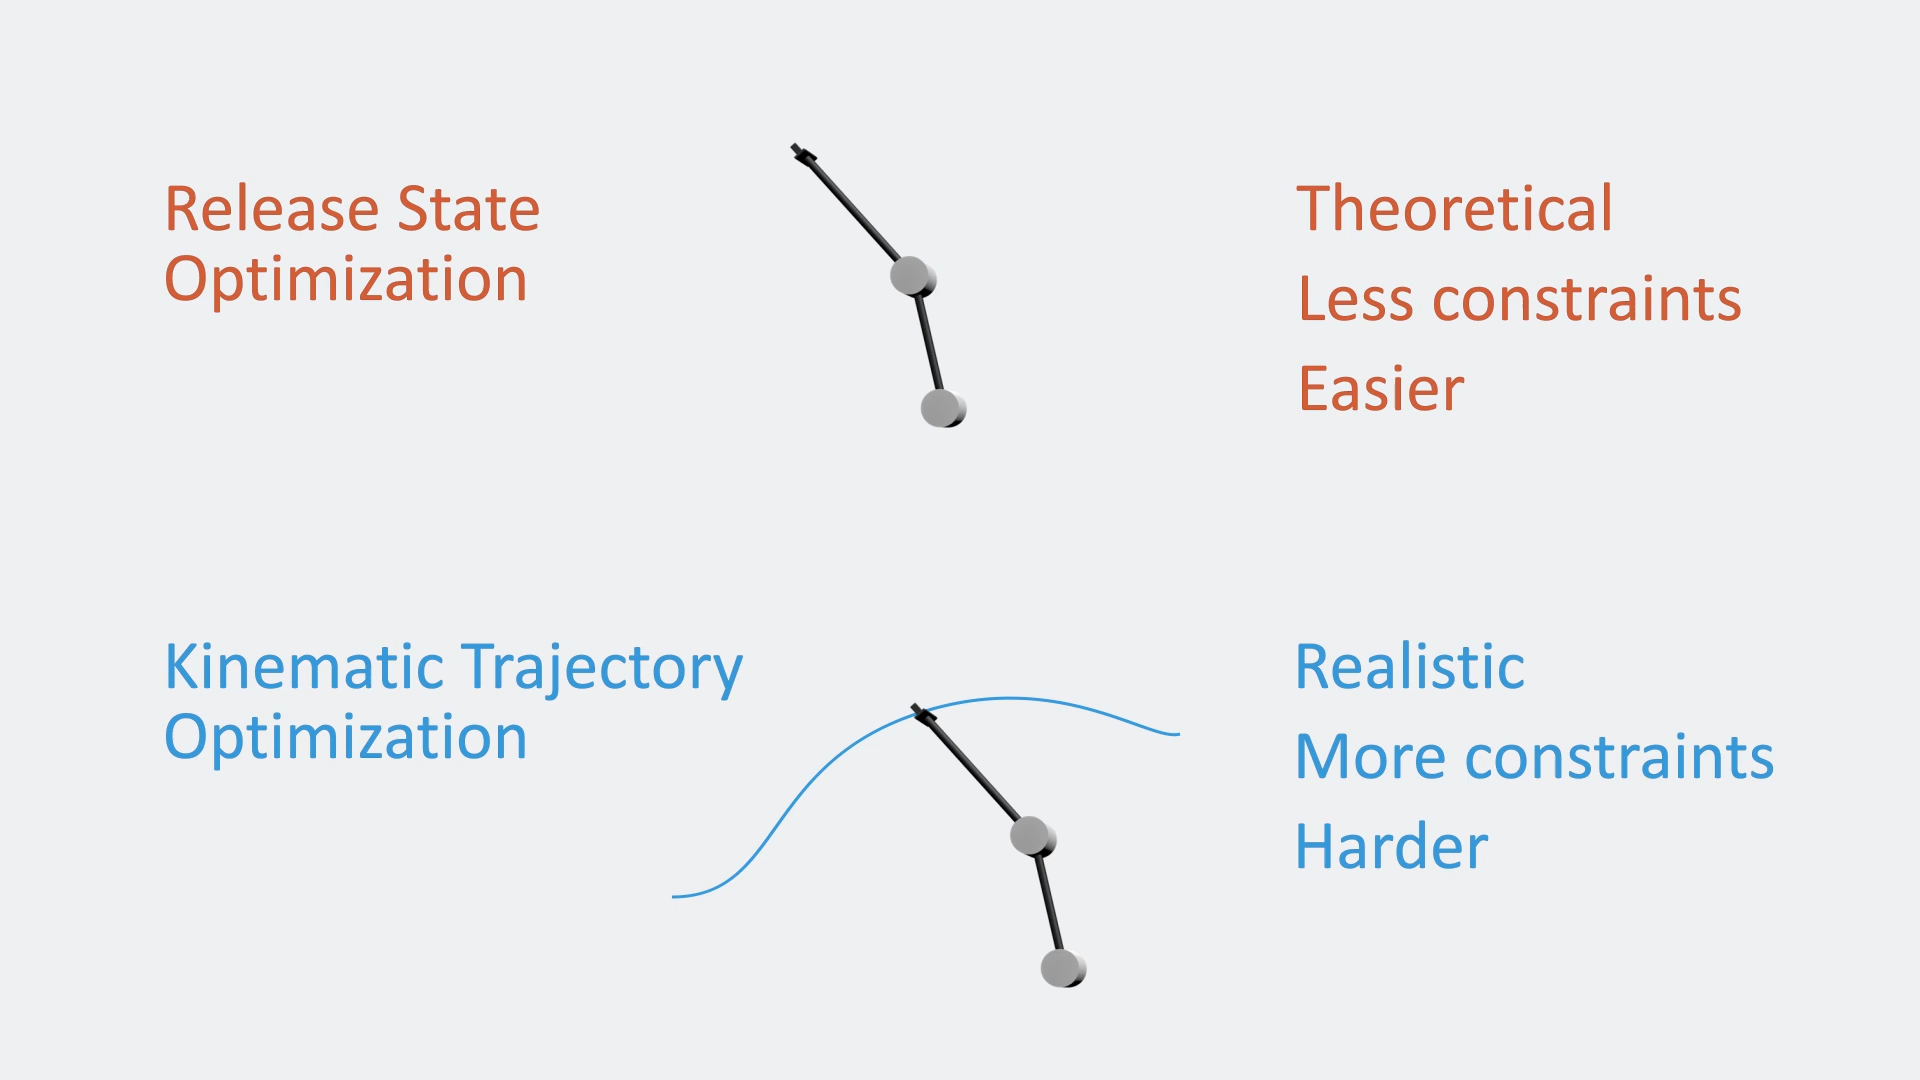 Release State
Optimization
Theoretical
Less constraints
Easier
Kinematic Trajectory
Optimization
Realistic
More constraints
Harder